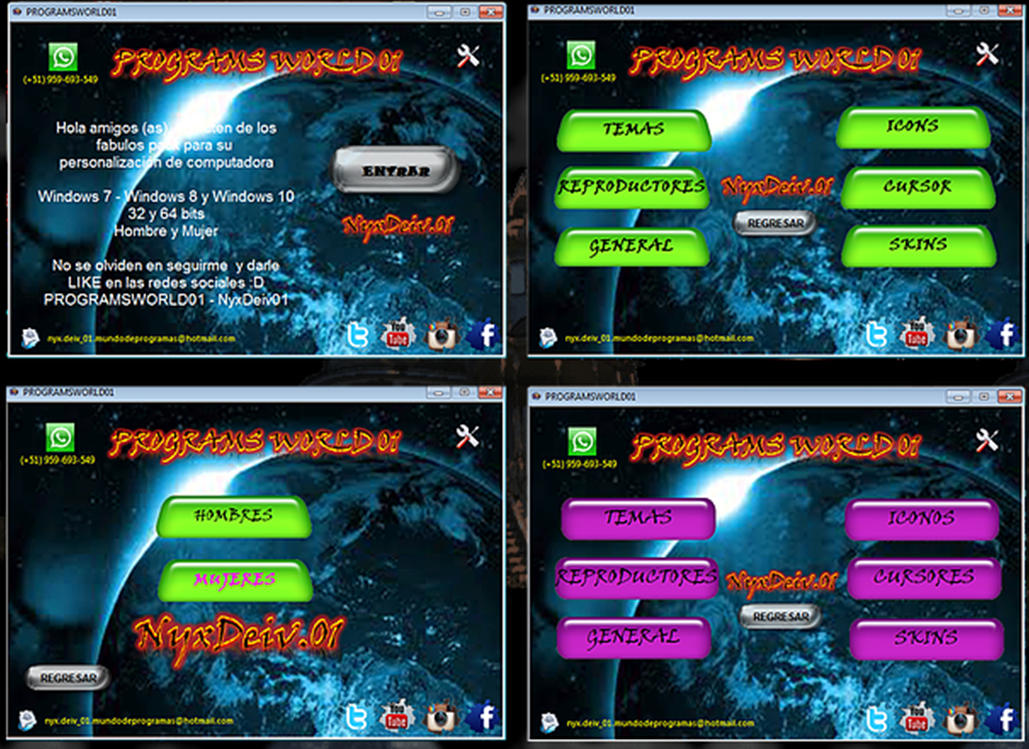 PROGRAMSWORLD01
PROGRAMS WORLD 01
(+51) 959-693-549
Hola amigos (as) de los
fabulos para su
personalización de computadora
Windows 7 - Windows 8 y Windows 10
32 y 64 bits
Hombre y Mujer
No se olviden en seguirme y darle
LIKE en las redes sociales :D
PROGRAMSWORLD01 - NyxDeiv01
ENTRAR
NyxDeiv.01
nyx.deiv_01.mundodeprogramas@hotmail.com
You Tube
PROGRAMSWORLD01
PROGRAMS WORLD 01
(+51) 959-693-549
TEMAS
ICONS
REPRODUCTORES
NyxDeiv.01
CURSOR
REGRESAR
GENERAL
SKINS
nyx.deiv_01.mundodeprogramas@hotmail.com
You Tube
PROGRAMSWORLD01
PROGRAMS WORLD 01
(+51) 959-693-549
HOMBRES
MUJERES
NyxDeiv.01
REGRESAR
nyx.deiv_01.mundodeprogramas@hotmail.com
You Tube
PROGRAMSWORLD01
PROGRAMS WORLD 01
(+51) 959-693-549
TEMAS
ICONOS
REPRODUCTORES
NyxDeiv.01
CURSORES
REGRESAR
GENERAL
SKINS
nyx.deiv_01.mundodeprogramas@hotmail.com
You Tube